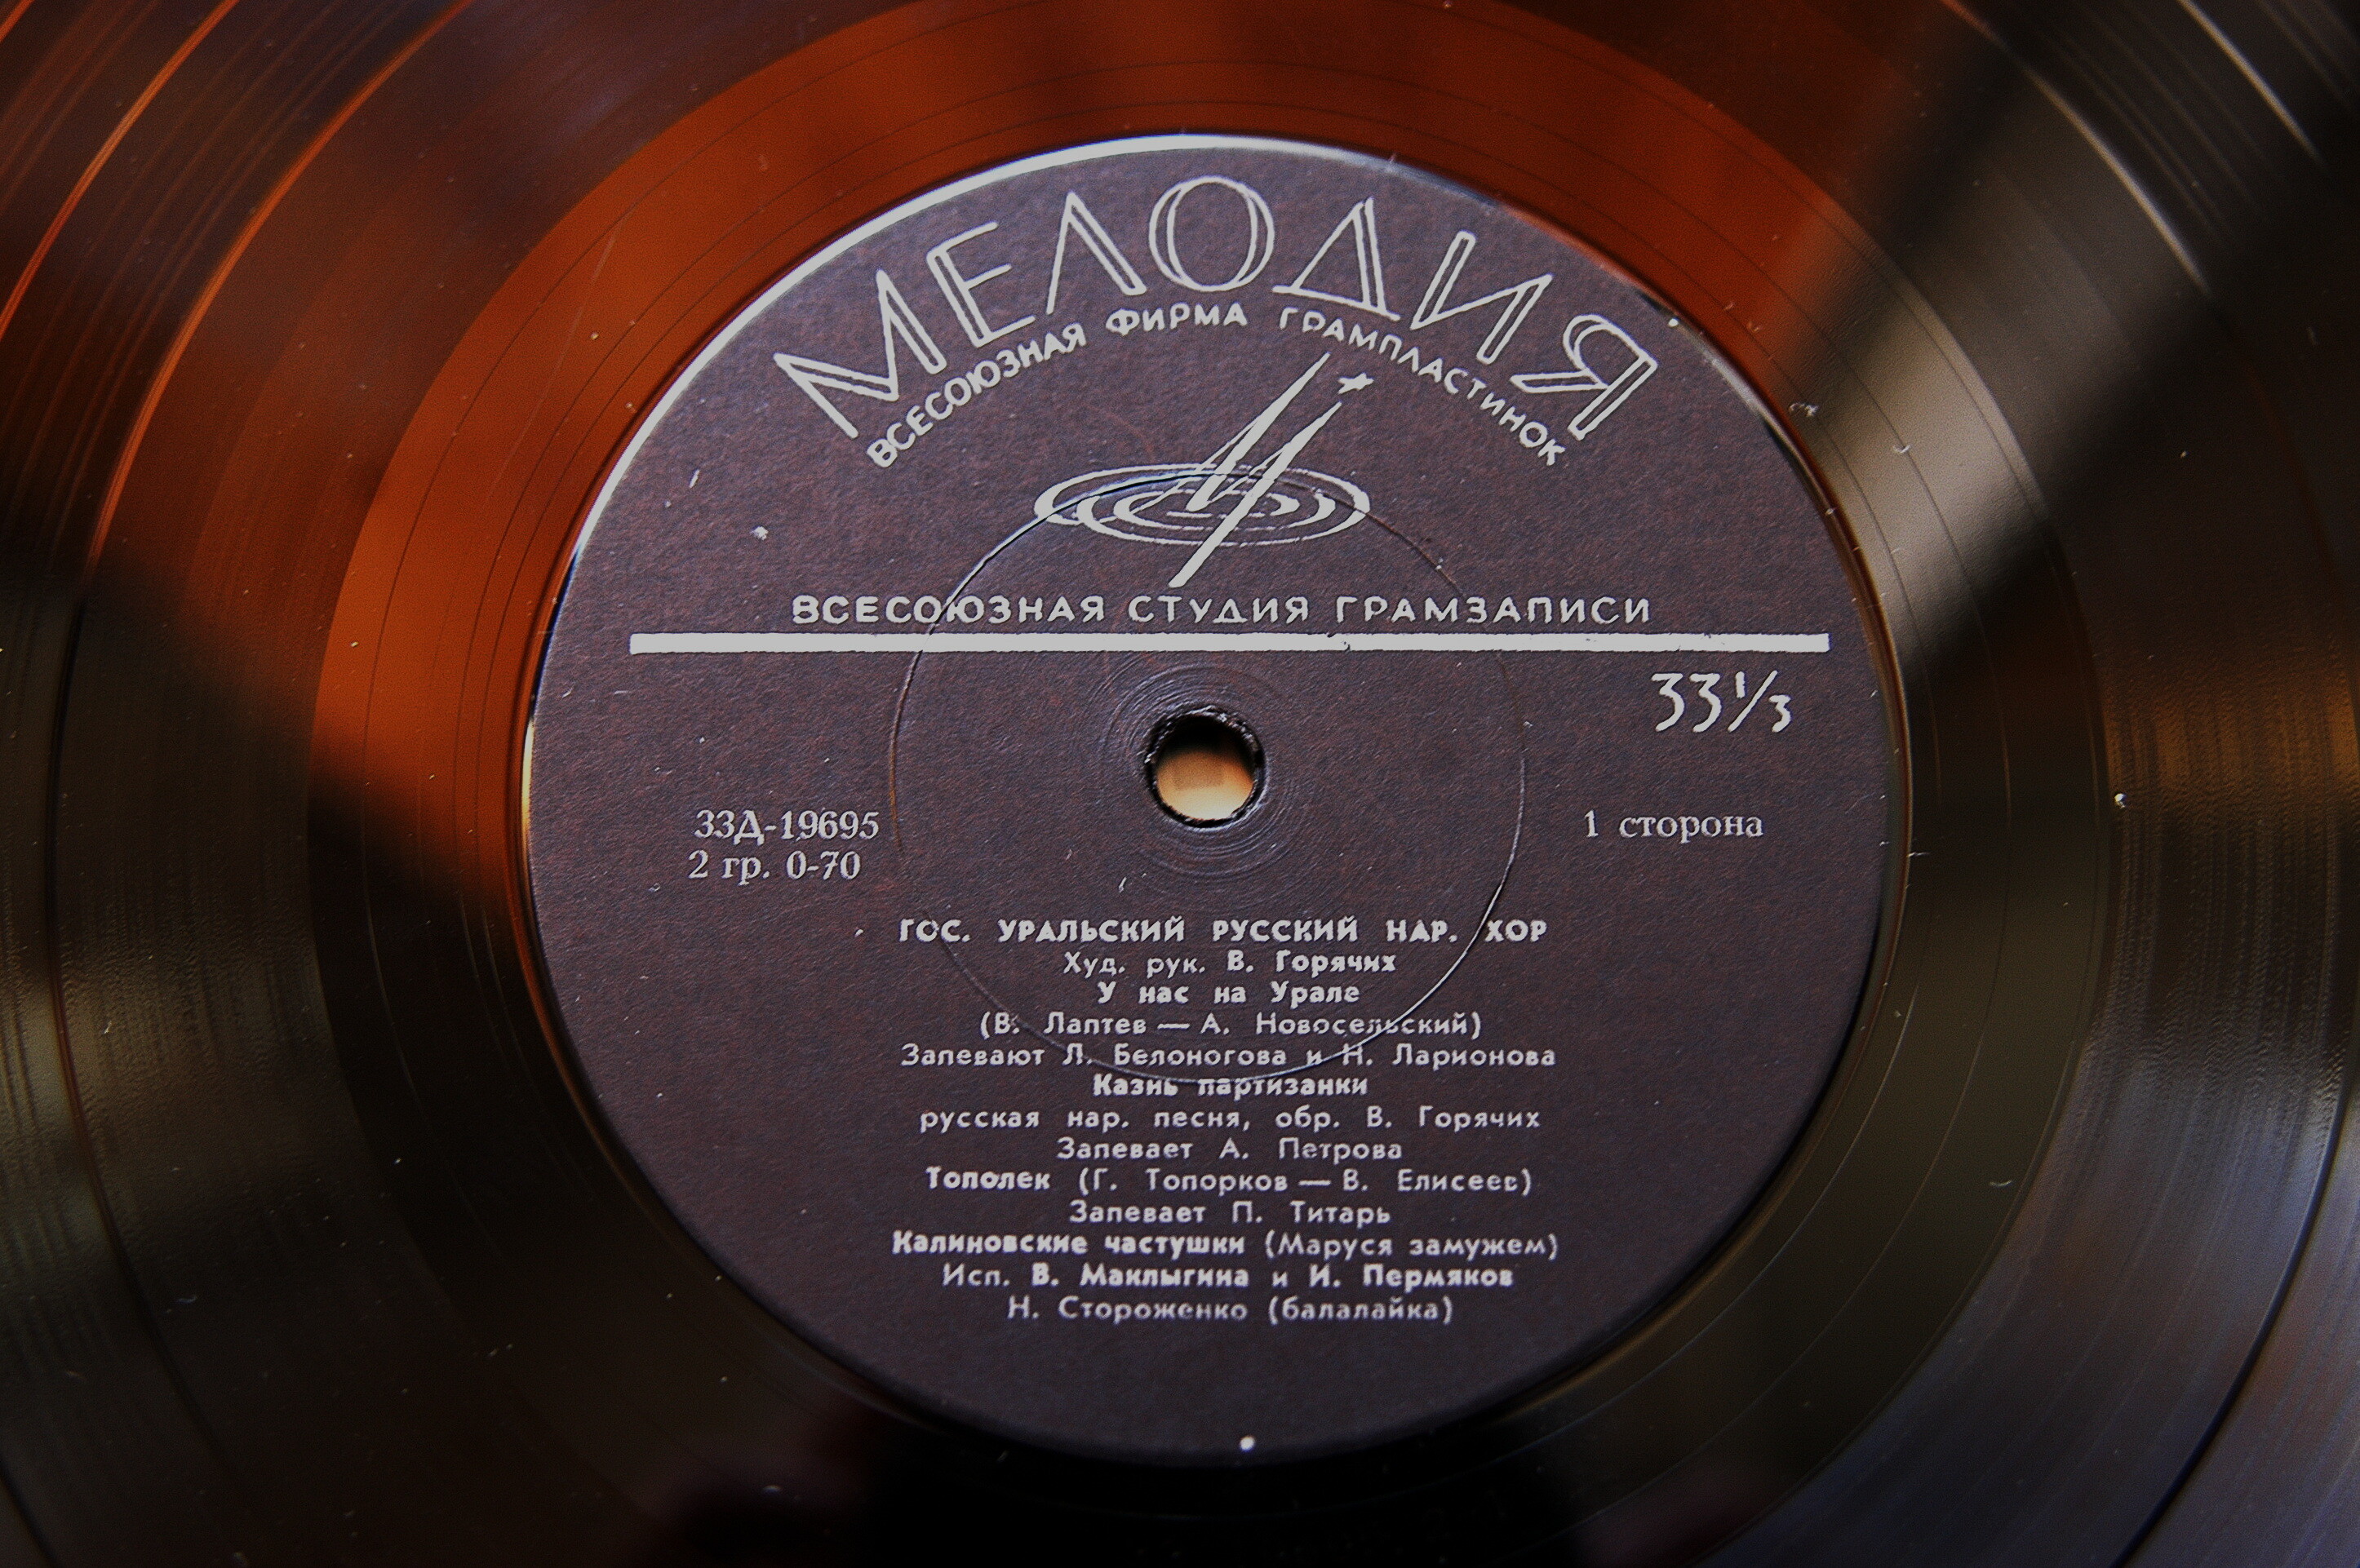 МЕЛОДИЯ
ВСЕСОЮЗНАЯ ФИРМА ГРАМПЛАСТИНОК
ВСЕСОЮЗНАЯ СТУДИЯ ГРАМЗАПИСИ
33⅓
33Д-19695
1 сторона
2 гр. 0-70
ГОС. УРАЛЬСКИЙ РУССКИЙ НАР. ХОР
Худ. рук. В. Горячих
У нас на Урале
(В. Лаптев — А. Новосельский)
Запевают Л. Белоногова и Н. Ларионова
Казнь партизанки
русская нар. песня, обр. В. Горячих
Запевает А. Петрова
Тополек (Г. Топорков — В. Елисеев)
Запевает П. Титарь
Калиновские частушки (Маруся замужем)
Исп. В. Маклыгина и И. Пермяков
Н. Стороженко (балалайка)